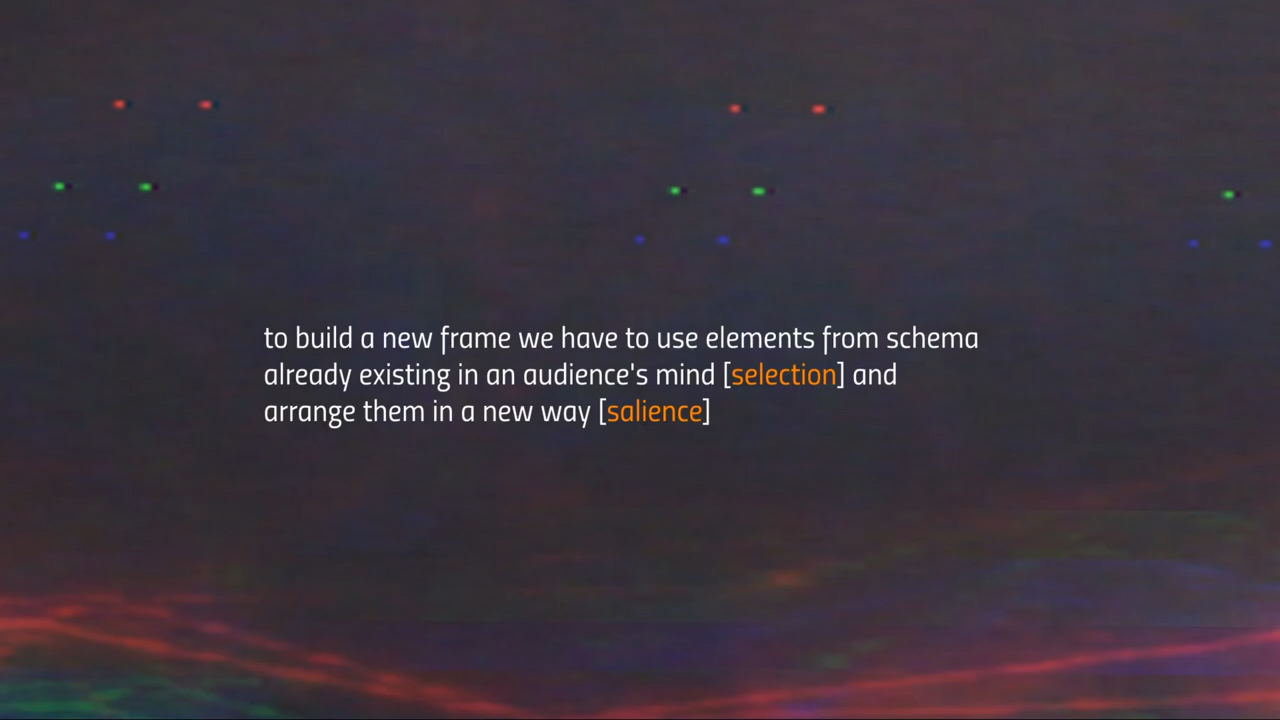 to build a new frame we have to use elements from schema
already existing in an audience's mind [selection] and
arrange them in a new way [salience]